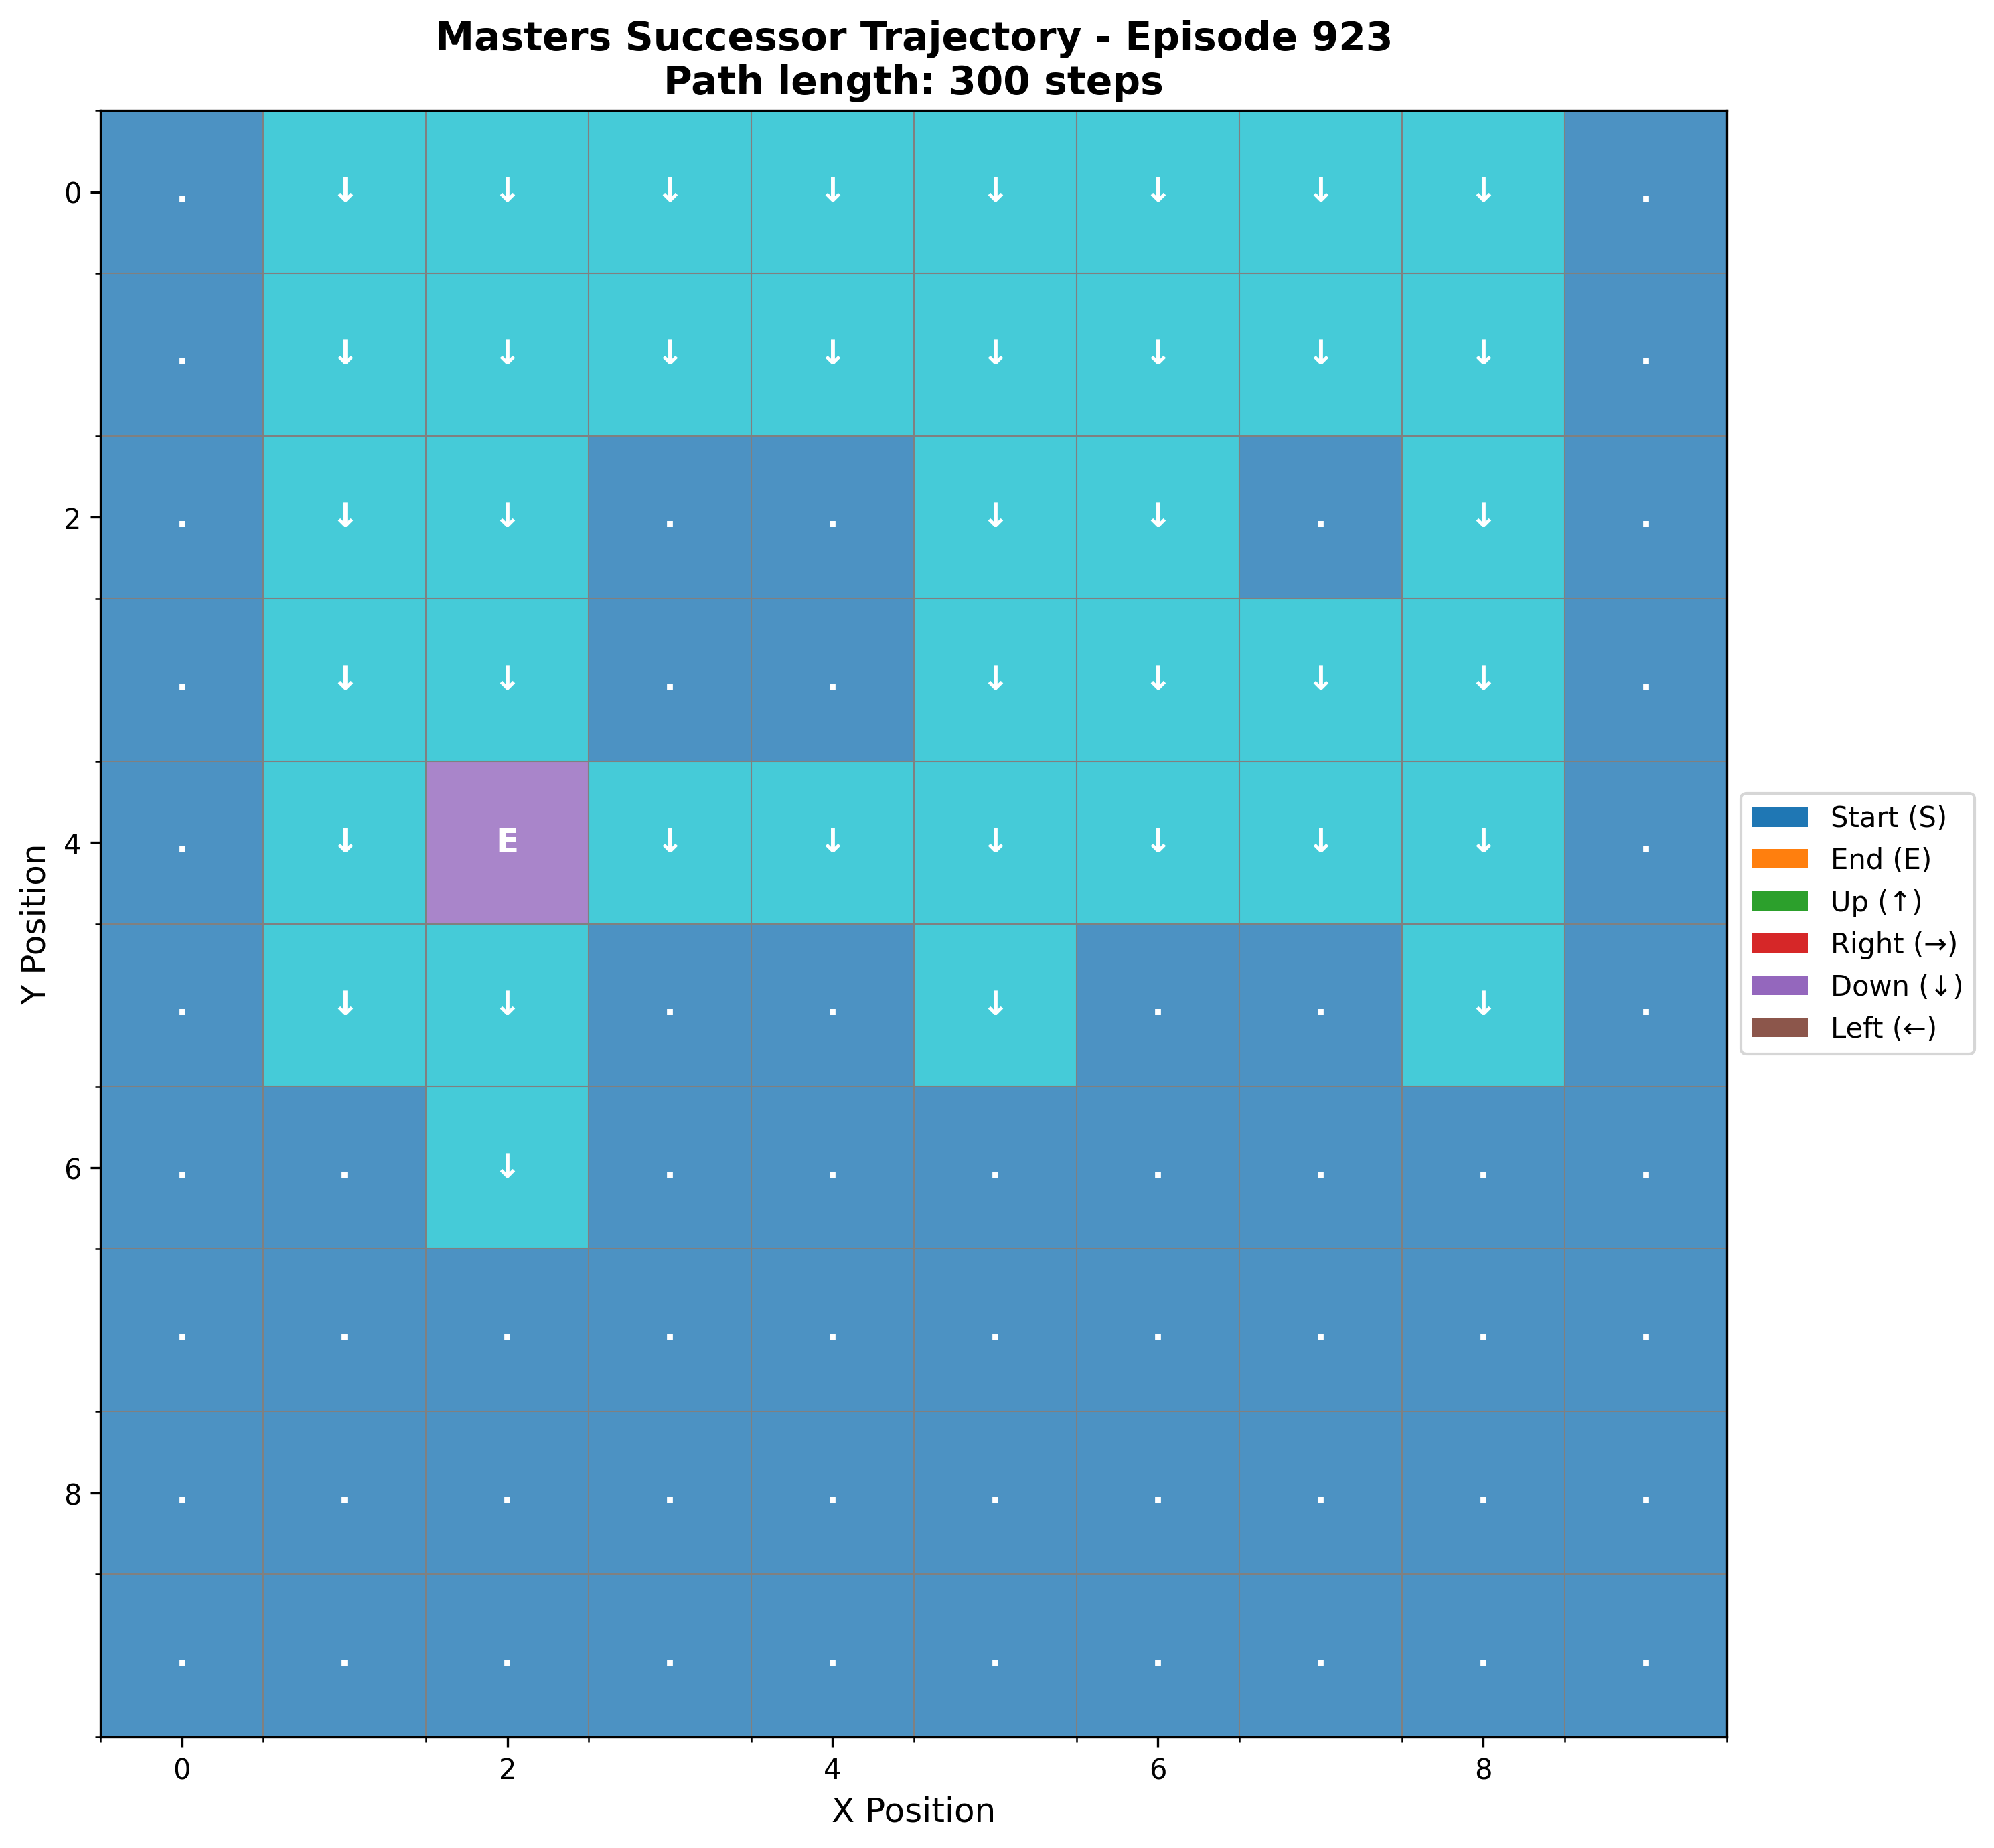 Masters Successor Trajectory - Episode 923
Path length: 300 steps
0 . ↓ ↓ ↓ ↓ ↓ ↓ ↓ ↓ .
. ↓ ↓ ↓ ↓ ↓ ↓ ↓ ↓ .
2 . ↓ ↓ . . ↓ ↓ . ↓ .
. ↓ ↓ . . ↓ ↓ ↓ ↓ .
4 . ↓ E ↓ ↓ ↓ ↓ ↓ ↓ .
. ↓ ↓ . . ↓ . . ↓ .
6 . . ↓ . . . . . . .
. . . . . . . . . .
8 . . . . . . . . . .
. . . . . . . . . .
0 2 4 6 8
X Position
Y Position
Start (S)
End (E)
Up (↑)
Right (→)
Down (↓)
Left (←)